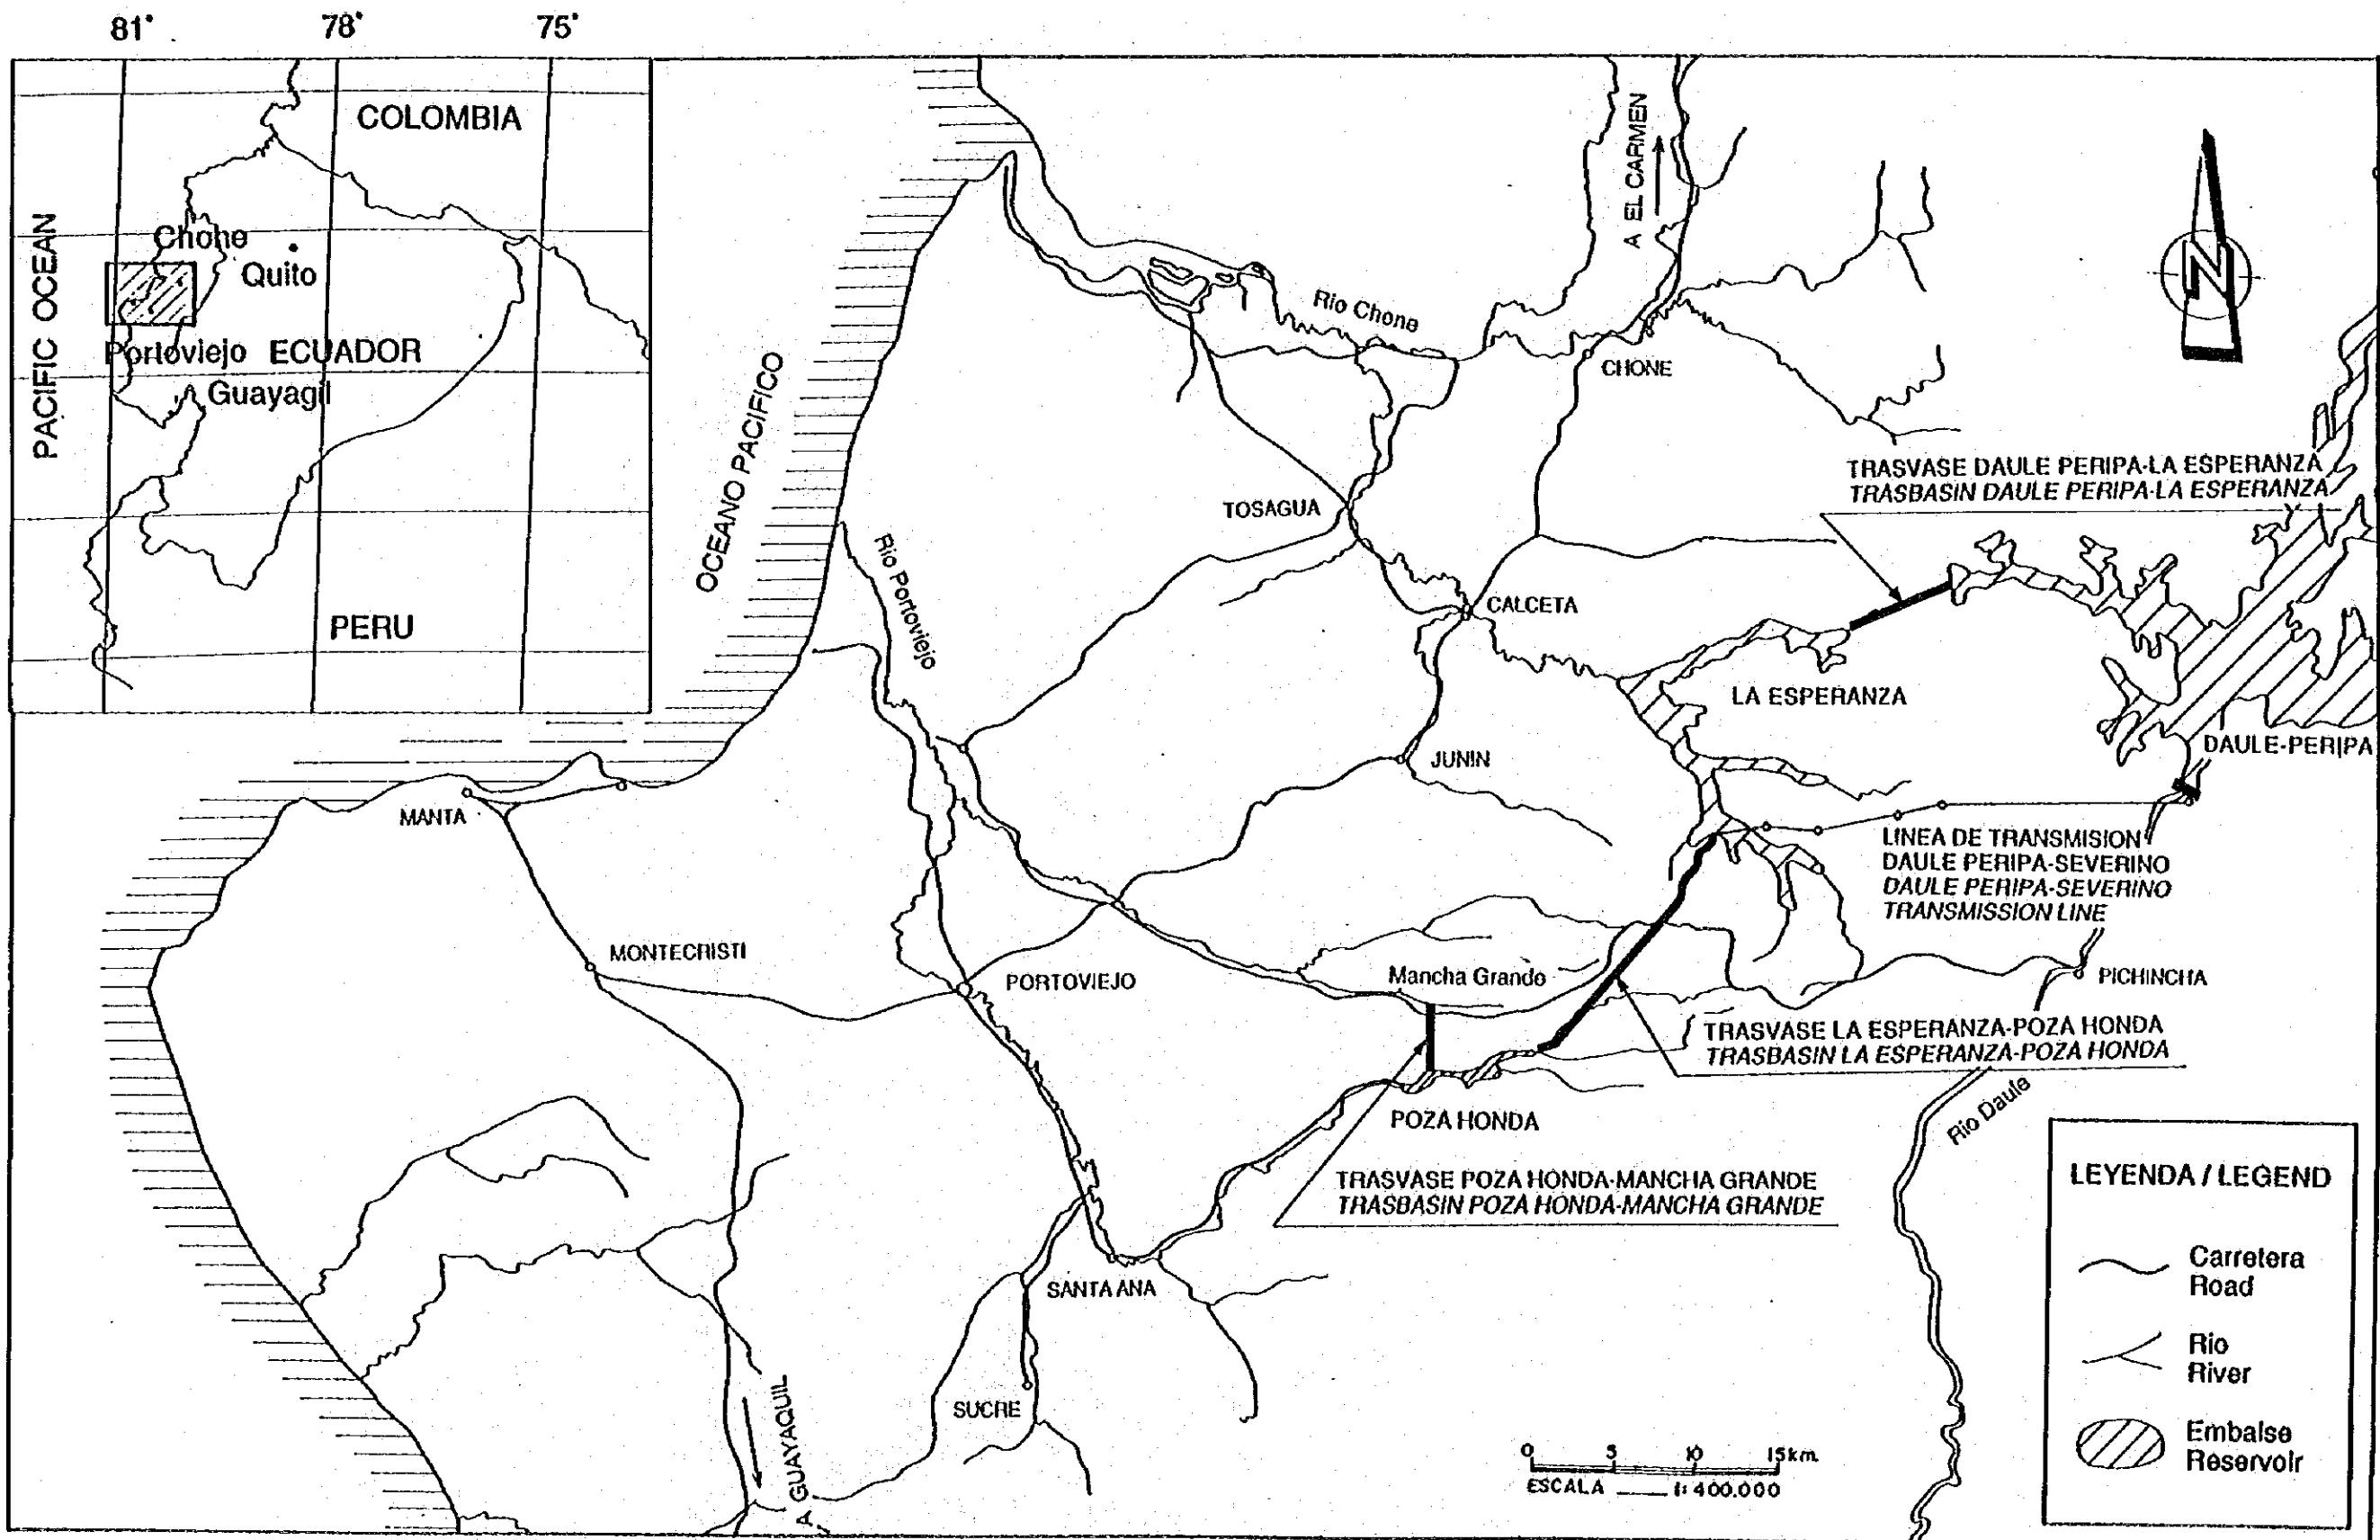 81° 78° 75°
COLOMBIA
PACIFIC OCEAN
Chone
Quito
Portoviejo ECUADOR
Guayagil
PERU
OCEANO PACIFICO
A EL CARMEN
N
Rio Chone
CHONE
TRASVASE DAULE PERIPA-LA ESPERANZA
TRASBASIN DAULE PERIPA-LA ESPERANZA
TOSAGUA
Rio Portoviejo
CALCETA
LA ESPERANZA
DAULE-PERIPA
JUNIN
MANTA
LINEA DE TRANSMISION
DAULE PERIPA-SEVERINO
DAULE PERIPA-SEVERINO
TRANSMISSION LINE
MONTECRISTI
PORTOVIEJO
Mancha Grande
PICHINCHA
TRASVASE LA ESPERANZA-POZA HONDA
TRASBASIN LA ESPERANZA-POZA HONDA
POZA HONDA
Rio Daule
TRASVASE POZA HONDA-MANCHA GRANDE
TRASBASIN POZA HONDA-MANCHA GRANDE
SANTA ANA
SUCRE
A GUAYAQUIL
0 5 10 15km.
ESCALA 1:400.000
LEYENDA / LEGEND
Carretera
Road
Rio
River
Embalse
Reservoir